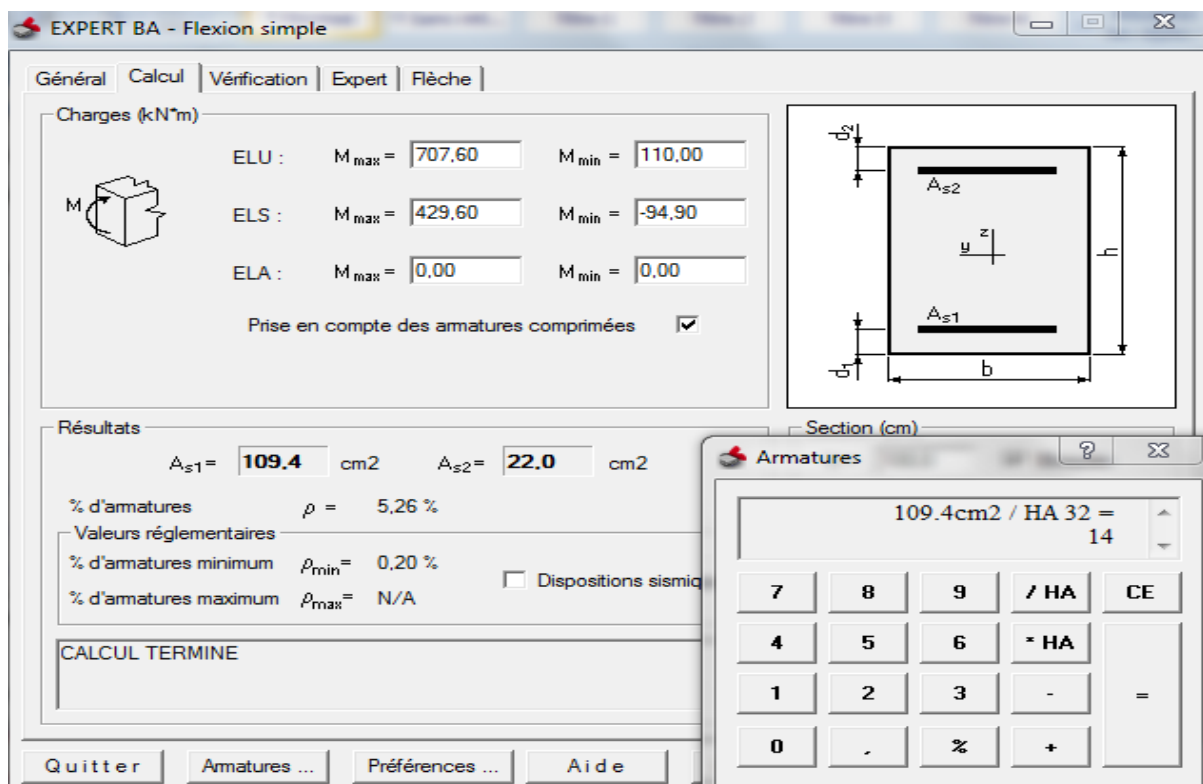 EXPERT BA - Flexion simple
Général Calcul Vérification Expert Flèche
Charges (kN*m)
ELU : M max = 707,60 M min = 110,00
M
ELS : M max = 429,60 M min = -94,90
ELA : M max = 0,00 M min = 0,00
Prise en compte des armatures comprimées
d2
As2
z
y
h
As1
d1
b
Résultats
As1= 109.4 cm2 As2= 22.0 cm2
% d'armatures ρ = 5,26 %
Valeurs réglementaires
% d'armatures minimum ρmin= 0,20 %
Dispositions sismiq
% d'armatures maximum ρmax= N/A
CALCUL TERMINE
Section (cm)
Armatures ?
109.4cm2 / HA 32 =
14
7 8 9 / HA CE
4 5 6 * HA
1 2 3 - =
0 , % +
Quitter Armatures ... Préférences ... Aide